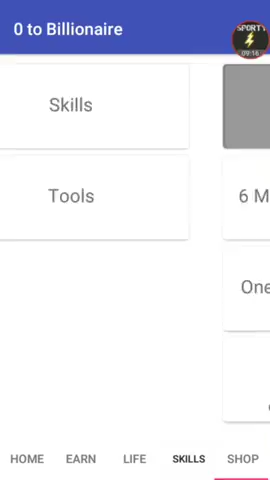 0 to Billionaire
SPORTY
09:16
Skills
Tools
6 M
One
HOME
EARN
LIFE
SKILLS
SHOP